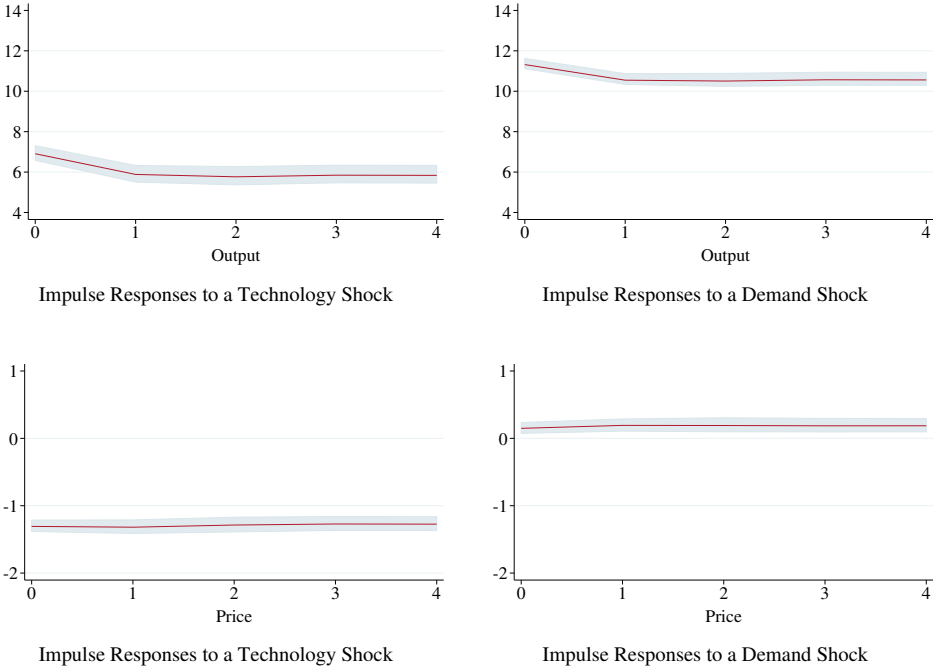 14
12
10
8
6
4
0 1 2 3 4
Output
Impulse Responses to a Technology Shock
14
12
10
8
6
4
0 1 2 3 4
Output
Impulse Responses to a Demand Shock
1
0
-1
-2
0 1 2 3 4
Price
Impulse Responses to a Technology Shock
1
0
-1
-2
0 1 2 3 4
Price
Impulse Responses to a Demand Shock